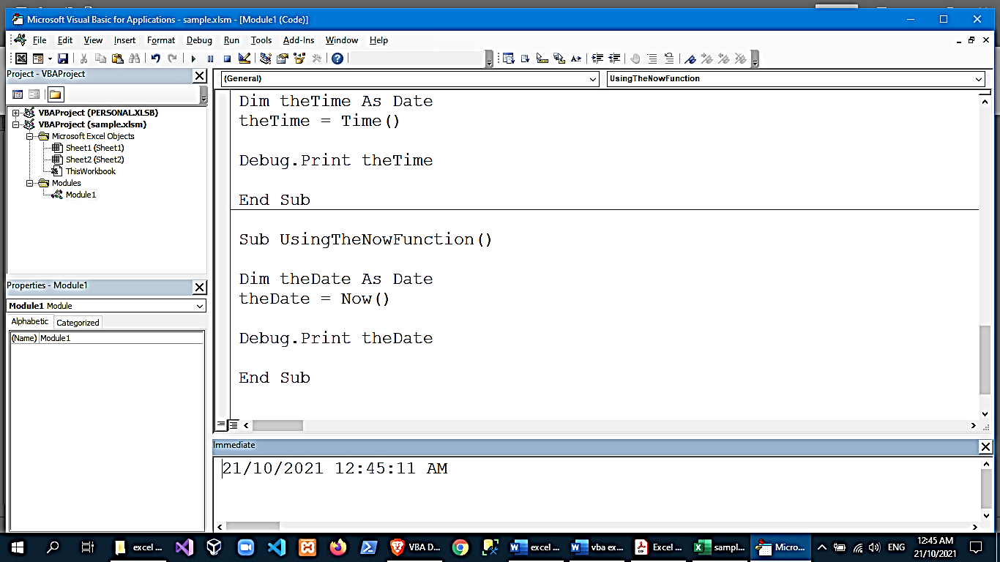 Microsoft Visual Basic for Applications - sample.xlsm - [Module1 (Code)]
File Edit View Insert Format Debug Run Tools Add-Ins Window Help
Project - VBAProject
VBAProject (PERSONAL.XLSB)
VBAProject (sample.xlsm)
Microsoft Excel Objects
Sheet1 (Sheet1)
Sheet2 (Sheet2)
ThisWorkbook
Modules
Module1
Properties - Module1
Module1 Module
Alphabetic Categorized
(Name) Module1
(General) UsingTheNowFunction
Dim theTime As Date
theTime = Time()
Debug.Print theTime
End Sub
Sub UsingTheNowFunction()
Dim theDate As Date
theDate = Now()
Debug.Print theDate
End Sub
Immediate
21/10/2021 12:45:11 AM
excel ... VBA D... excel ... vba ex... Excel ... sampl... Micro... ENG 12:45 AM
21/10/2021